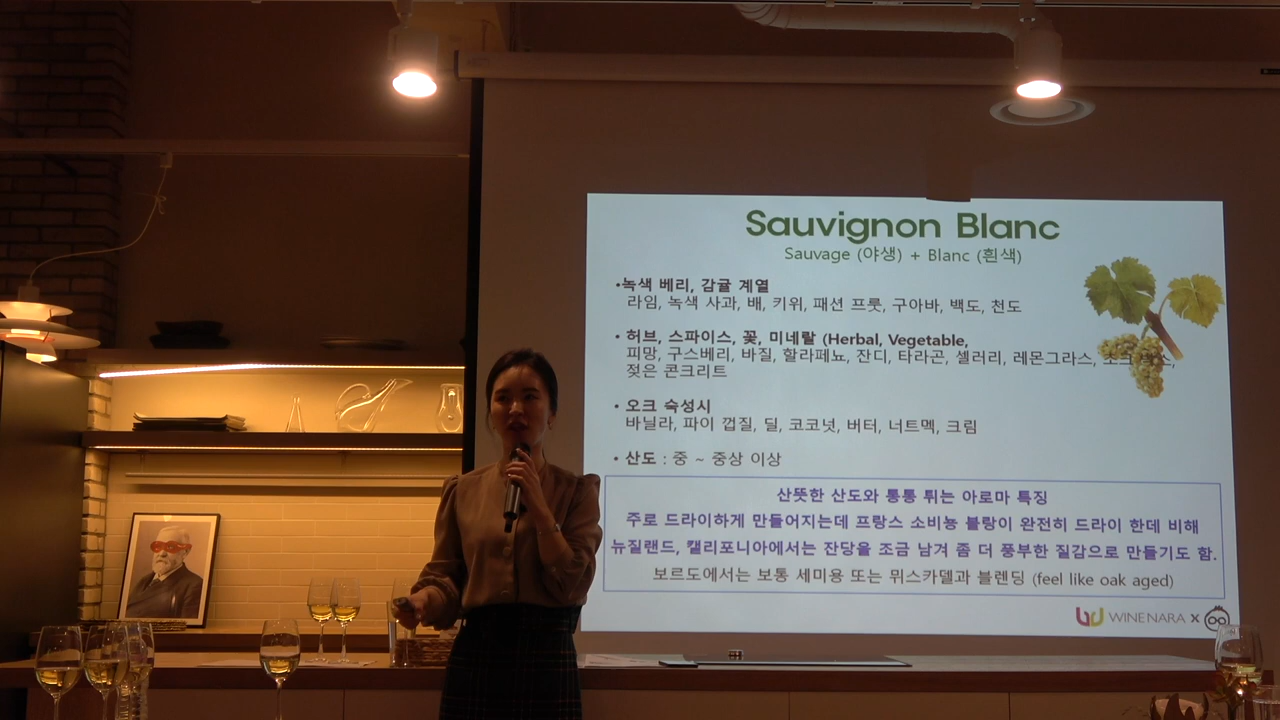 Sauvignon Blanc
Sauvage (야생) + Blanc (흰색)
•녹색 베리, 감귤 계열
라임, 녹색 사과, 배, 키위, 패션 프룻, 구아바, 백도, 천도
• 허브, 스파이스, 꽃, 미네랄 (Herbal, Vegetable,
피망, 구스베리, 바질, 할라페뇨, 잔디, 타라곤, 셀러리, 레몬그라스,
젖은 콘크리트
• 오크 숙성시
바닐라, 파이 껍질, 딜, 코코넛, 버터, 너트멕, 크림
• 산도 : 중 ~ 중상 이상
산뜻한 산도와 통통 튀는 아로마 특징
주로 드라이하게 만들어지는데 프랑스 소비뇽 블랑이 완전히 드라이 한데 비해
뉴질랜드, 캘리포니아에서는 잔당을 조금 남겨 좀 더 풍부한 질감으로 만들기도 함.
보르도에서는 보통 세미용 또는 뮈스카델과 블렌딩 (feel like oak aged)
WINENARA x